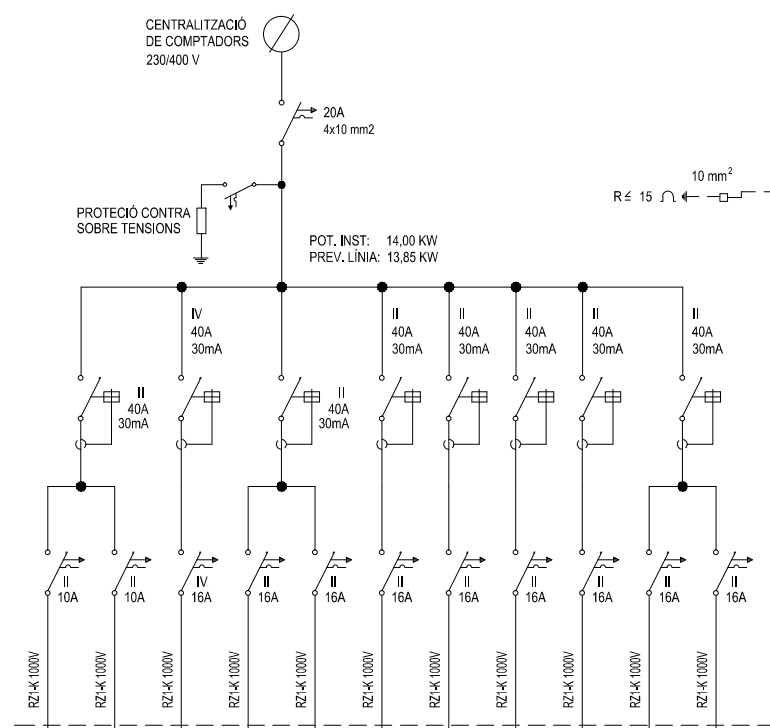 CENTRALITZACIÓ
DE COMPTADORS
230/400 V
20A
4x10 mm2
10 mm²
R ≤ 15
PROTECIÓ CONTRA
SOBRE TENSIONS
POT. INST: 14,00 KW
PREV. LÍNIA: 13,85 KW
IV
40A
30mA
II
40A
30mA
II
40A
30mA
II
40A
30mA
II
40A
30mA
II
40A
30mA
II
40A
30mA
II
40A
30mA
II
10A
II
10A
IV
16A
II
16A
II
16A
II
16A
II
16A
II
16A
II
16A
II
16A
II
16A
RZ1-K 1000V
RZ1-K 1000V
RZ1-K 1000V
RZ1-K 1000V
RZ1-K 1000V
RZ1-K 1000V
RZ1-K 1000V
RZ1-K 1000V
RZ1-K 1000V
RZ1-K 1000V
RZ1-K 1000V